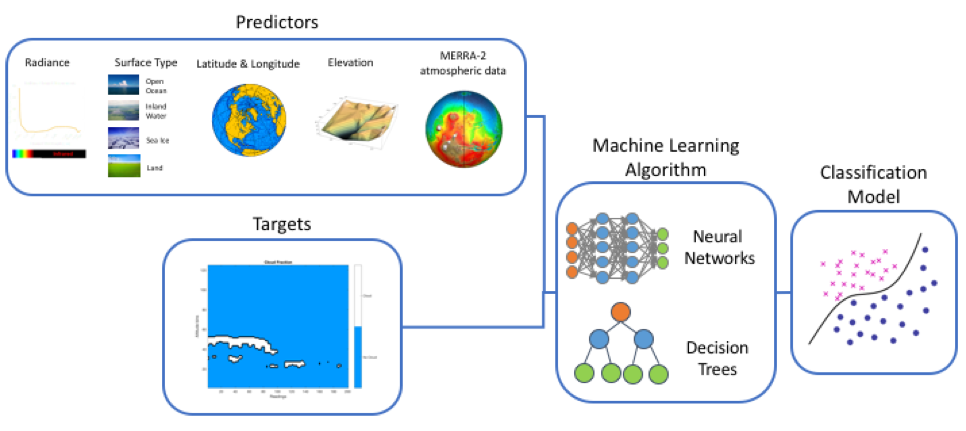 Predictors
Radiance
Surface Type
Latitude & Longitude
Elevation
MERRA-2
atmospheric data
Open
Ocean
Inland
Water
Sea Ice
Land
Machine Learning
Algorithm
Classification
Model
Targets
Cloud Fraction
Neural
Networks
Decision
Trees
Readings